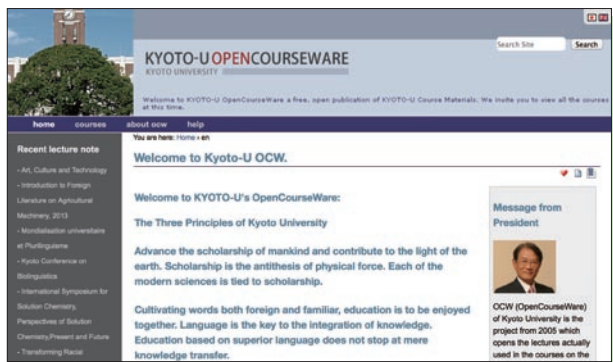 Search Site
Search
KYOTO-U OPENCOURSEWARE
KYOTO UNIVERSITY
Welcome to KYOTO-U OpenCourseWare a free, open publication of KYOTO-U Course Materials. We invite you to view all the courses
at this time.
home courses about ocw help
You are here: Home » en
Recent lecture note
- Art, Culture and Technology
- Introduction to Foreign
Literature on Agricultural
Machinery, 2013
- Mondialisation universitaire
et Plurilinguisme
- Kyoto Conference on
Biolinguistics
- International Symposium for
Solution Chemistry,
Perspectives of Solution
Chemistry,Present and Future
- Transforming Racial
Welcome to Kyoto-U OCW.
Welcome to KYOTO-U's OpenCourseWare:
The Three Principles of Kyoto University
Advance the scholarship of mankind and contribute to the light of the
earth. Scholarship is the antithesis of physical force. Each of the
modern sciences is tied to scholarship.
Cultivating words both foreign and familiar, education is to be enjoyed
together. Language is the key to the integration of knowledge.
Education based on superior language does not stop at mere
knowledge transfer.
Message from
President
OCW (OpenCourseWare)
of Kyoto University is the
project from 2005 which
opens the lectures actually
used in the courses on the